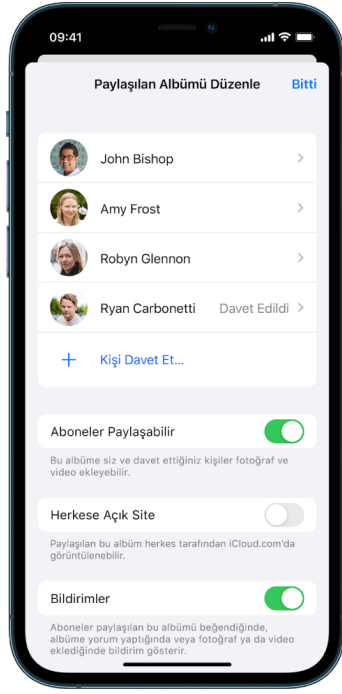 09:41
Paylaşılan Albümü Düzenle Bitti
John Bishop
Amy Frost
Robyn Glennon
Ryan Carbonetti Davet Edildi
Kişi Davet Et...
Aboneler Paylaşabilir
Bu albüme siz ve davet ettiğiniz kişiler fotoğraf ve
video ekleyebilir.
Herkese Açık Site
Paylaşılan bu albüm herkes tarafından iCloud.com'da
görüntülenebilir.
Bildirimler
Aboneler paylaşılan bu albümü beğendiğinde,
albüme yorum yaptığında veya fotoğraf ya da video
eklediğinde bildirim gösterir.